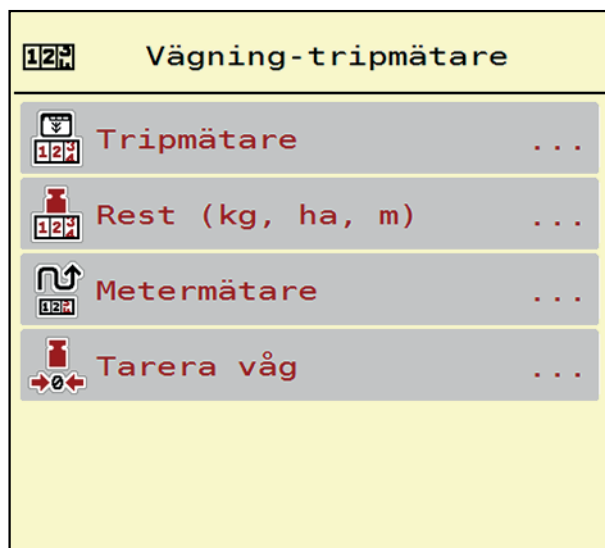 Vägning-tripmätare
Tripmätare ...
Rest (kg, ha, m) ...
Metermätare ...
Tarera våg ...